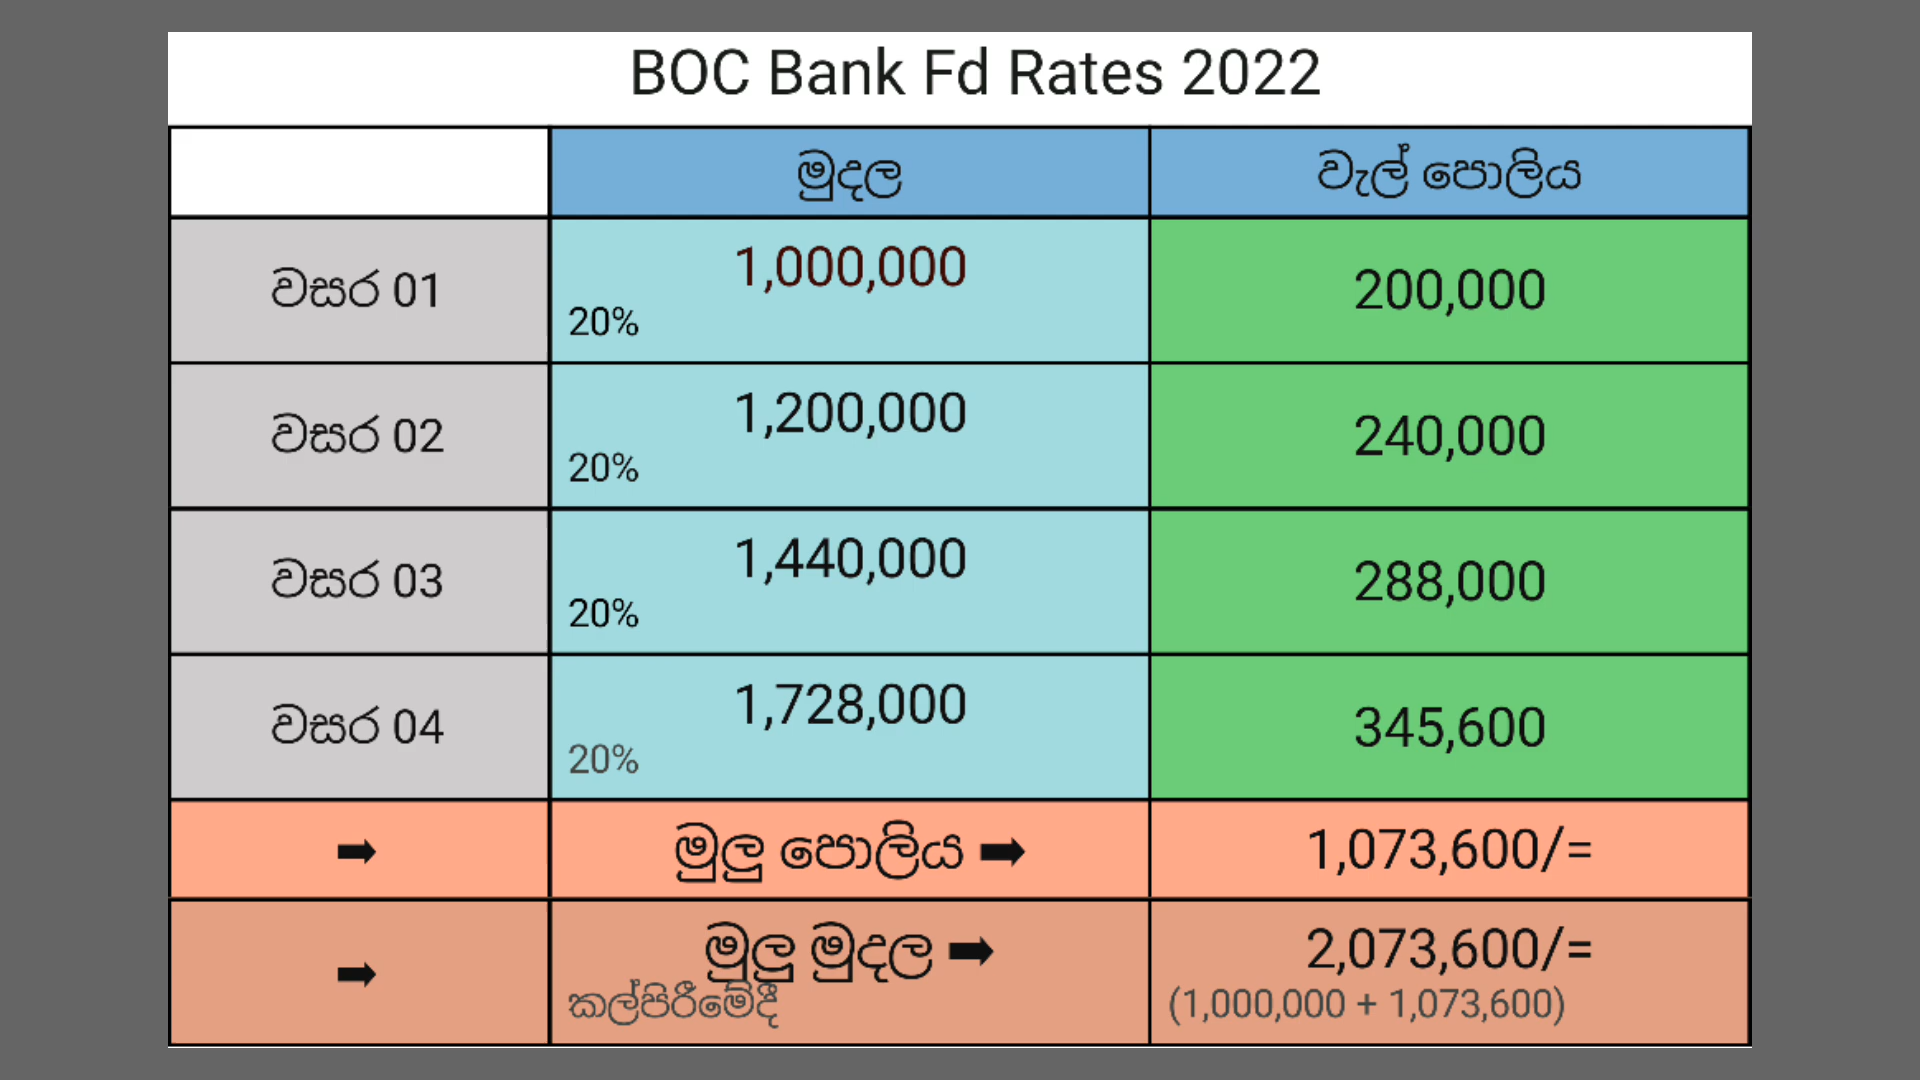 BOC Bank Fd Rates 2022
මුදල
වැල් පොලිය
වසර 01
1,000,000
20%
200,000
වසර 02
1,200,000
20%
240,000
වසර 03
1,440,000
20%
288,000
වසර 04
1,728,000
20%
345,600
➡
මුලු පොලිය ➡
1,073,600/=
➡
මුලු මුදල ➡
කල්පිරීමේදී
2,073,600/=
(1,000,000 + 1,073,600)